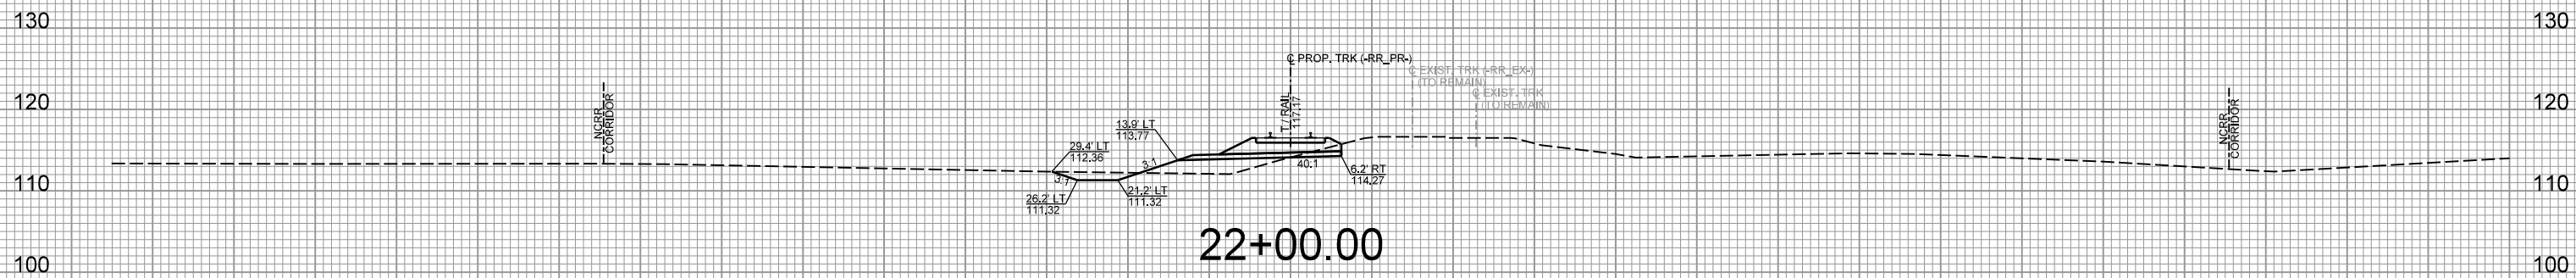 130
130
℄ PROP. TRK (-RR_PR-)
℄ EXIST. TRK (-RR_EX-)
(TO REMAIN)
℄ EXIST. TRK
(TO REMAIN)
120
120
NCRR
CORRIDOR
T / RAIL
117.17
NCRR
CORRIDOR
13.9' LT
113.77
29.4' LT
112.36
3:1
3:1
40:1
6.2' RT
114.27
110
110
26.2' LT
111.32
21.2' LT
111.32
22+00.00
100
100